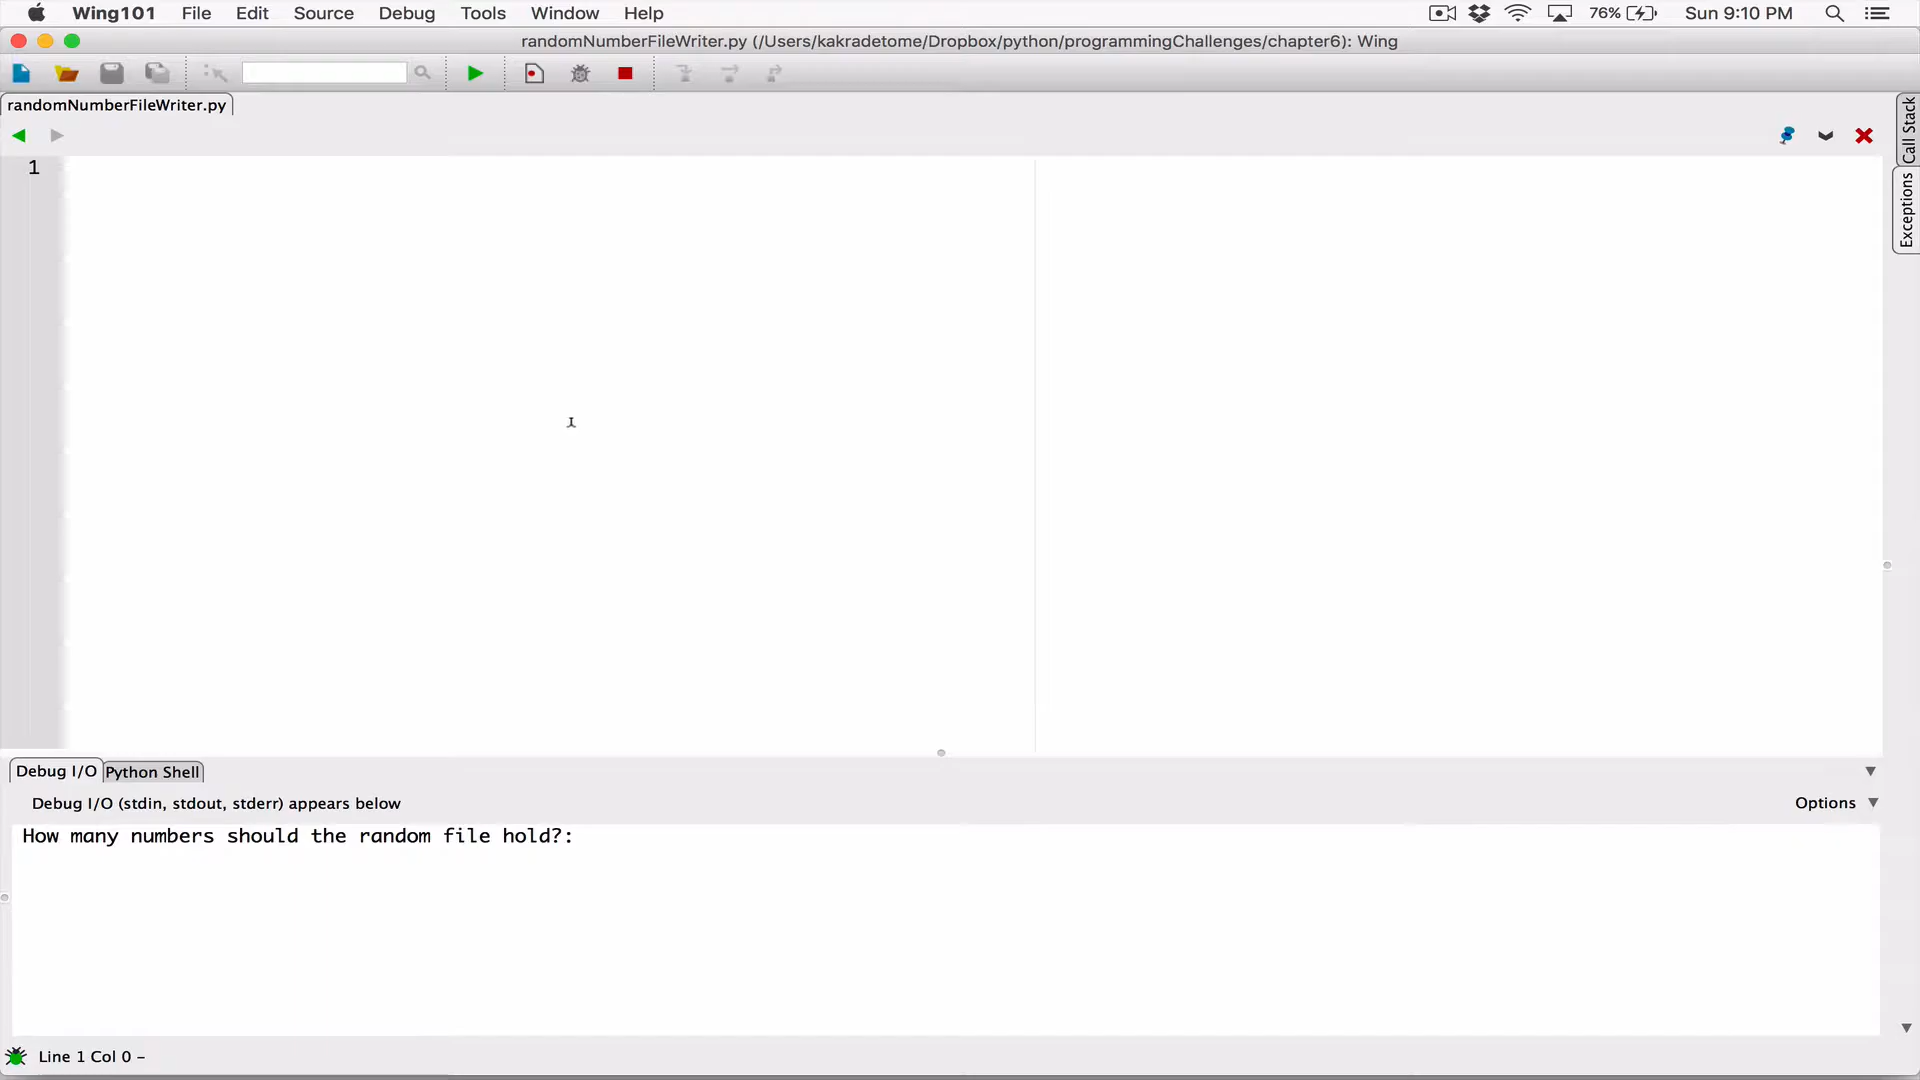 Wing101 File Edit Source Debug Tools Window Help 76% Sun 9:10 PM
randomNumberFileWriter.py (/Users/kakradetome/Dropbox/python/programmingChallenges/chapter6): Wing
randomNumberFileWriter.py
Call Stack
Exceptions
1
Debug I/O Python Shell
Debug I/O (stdin, stdout, stderr) appears below Options
How many numbers should the random file hold?:
Line 1 Col 0 –